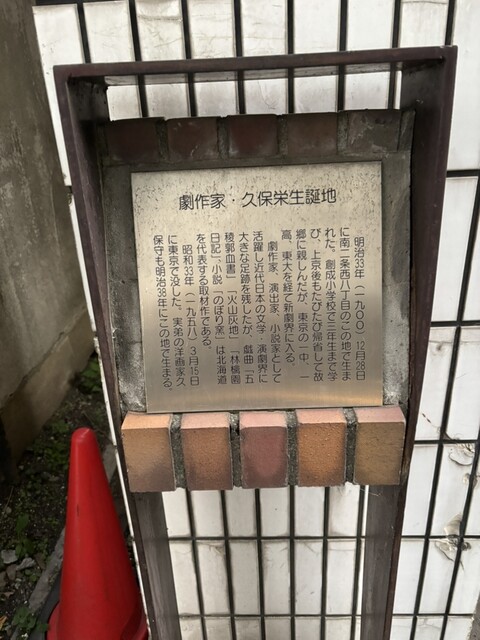 劇作家・久保栄生誕地
明治33年(一九〇〇)12月28日
に南二条西八丁目のこの地で生ま
れた。創成小学校で三年生まで学
び、上京後もたびたび帰省して故
郷に親しんだが、東京の一中、一
高、東大を経て新劇界に入る。
劇作家、演出家、小説家として
活躍し近代日本の文学、演劇界に
大きな足跡を残したが、戯曲「五
稜郭血書」「火山灰地」「林檎園
日記」小説「のぼり窯」は北海道
を代表する取材作である。
昭和33年(一九五八)3月15日
に東京で没した。実弟の洋画家久
保守も明治38年にこの地で生まる。